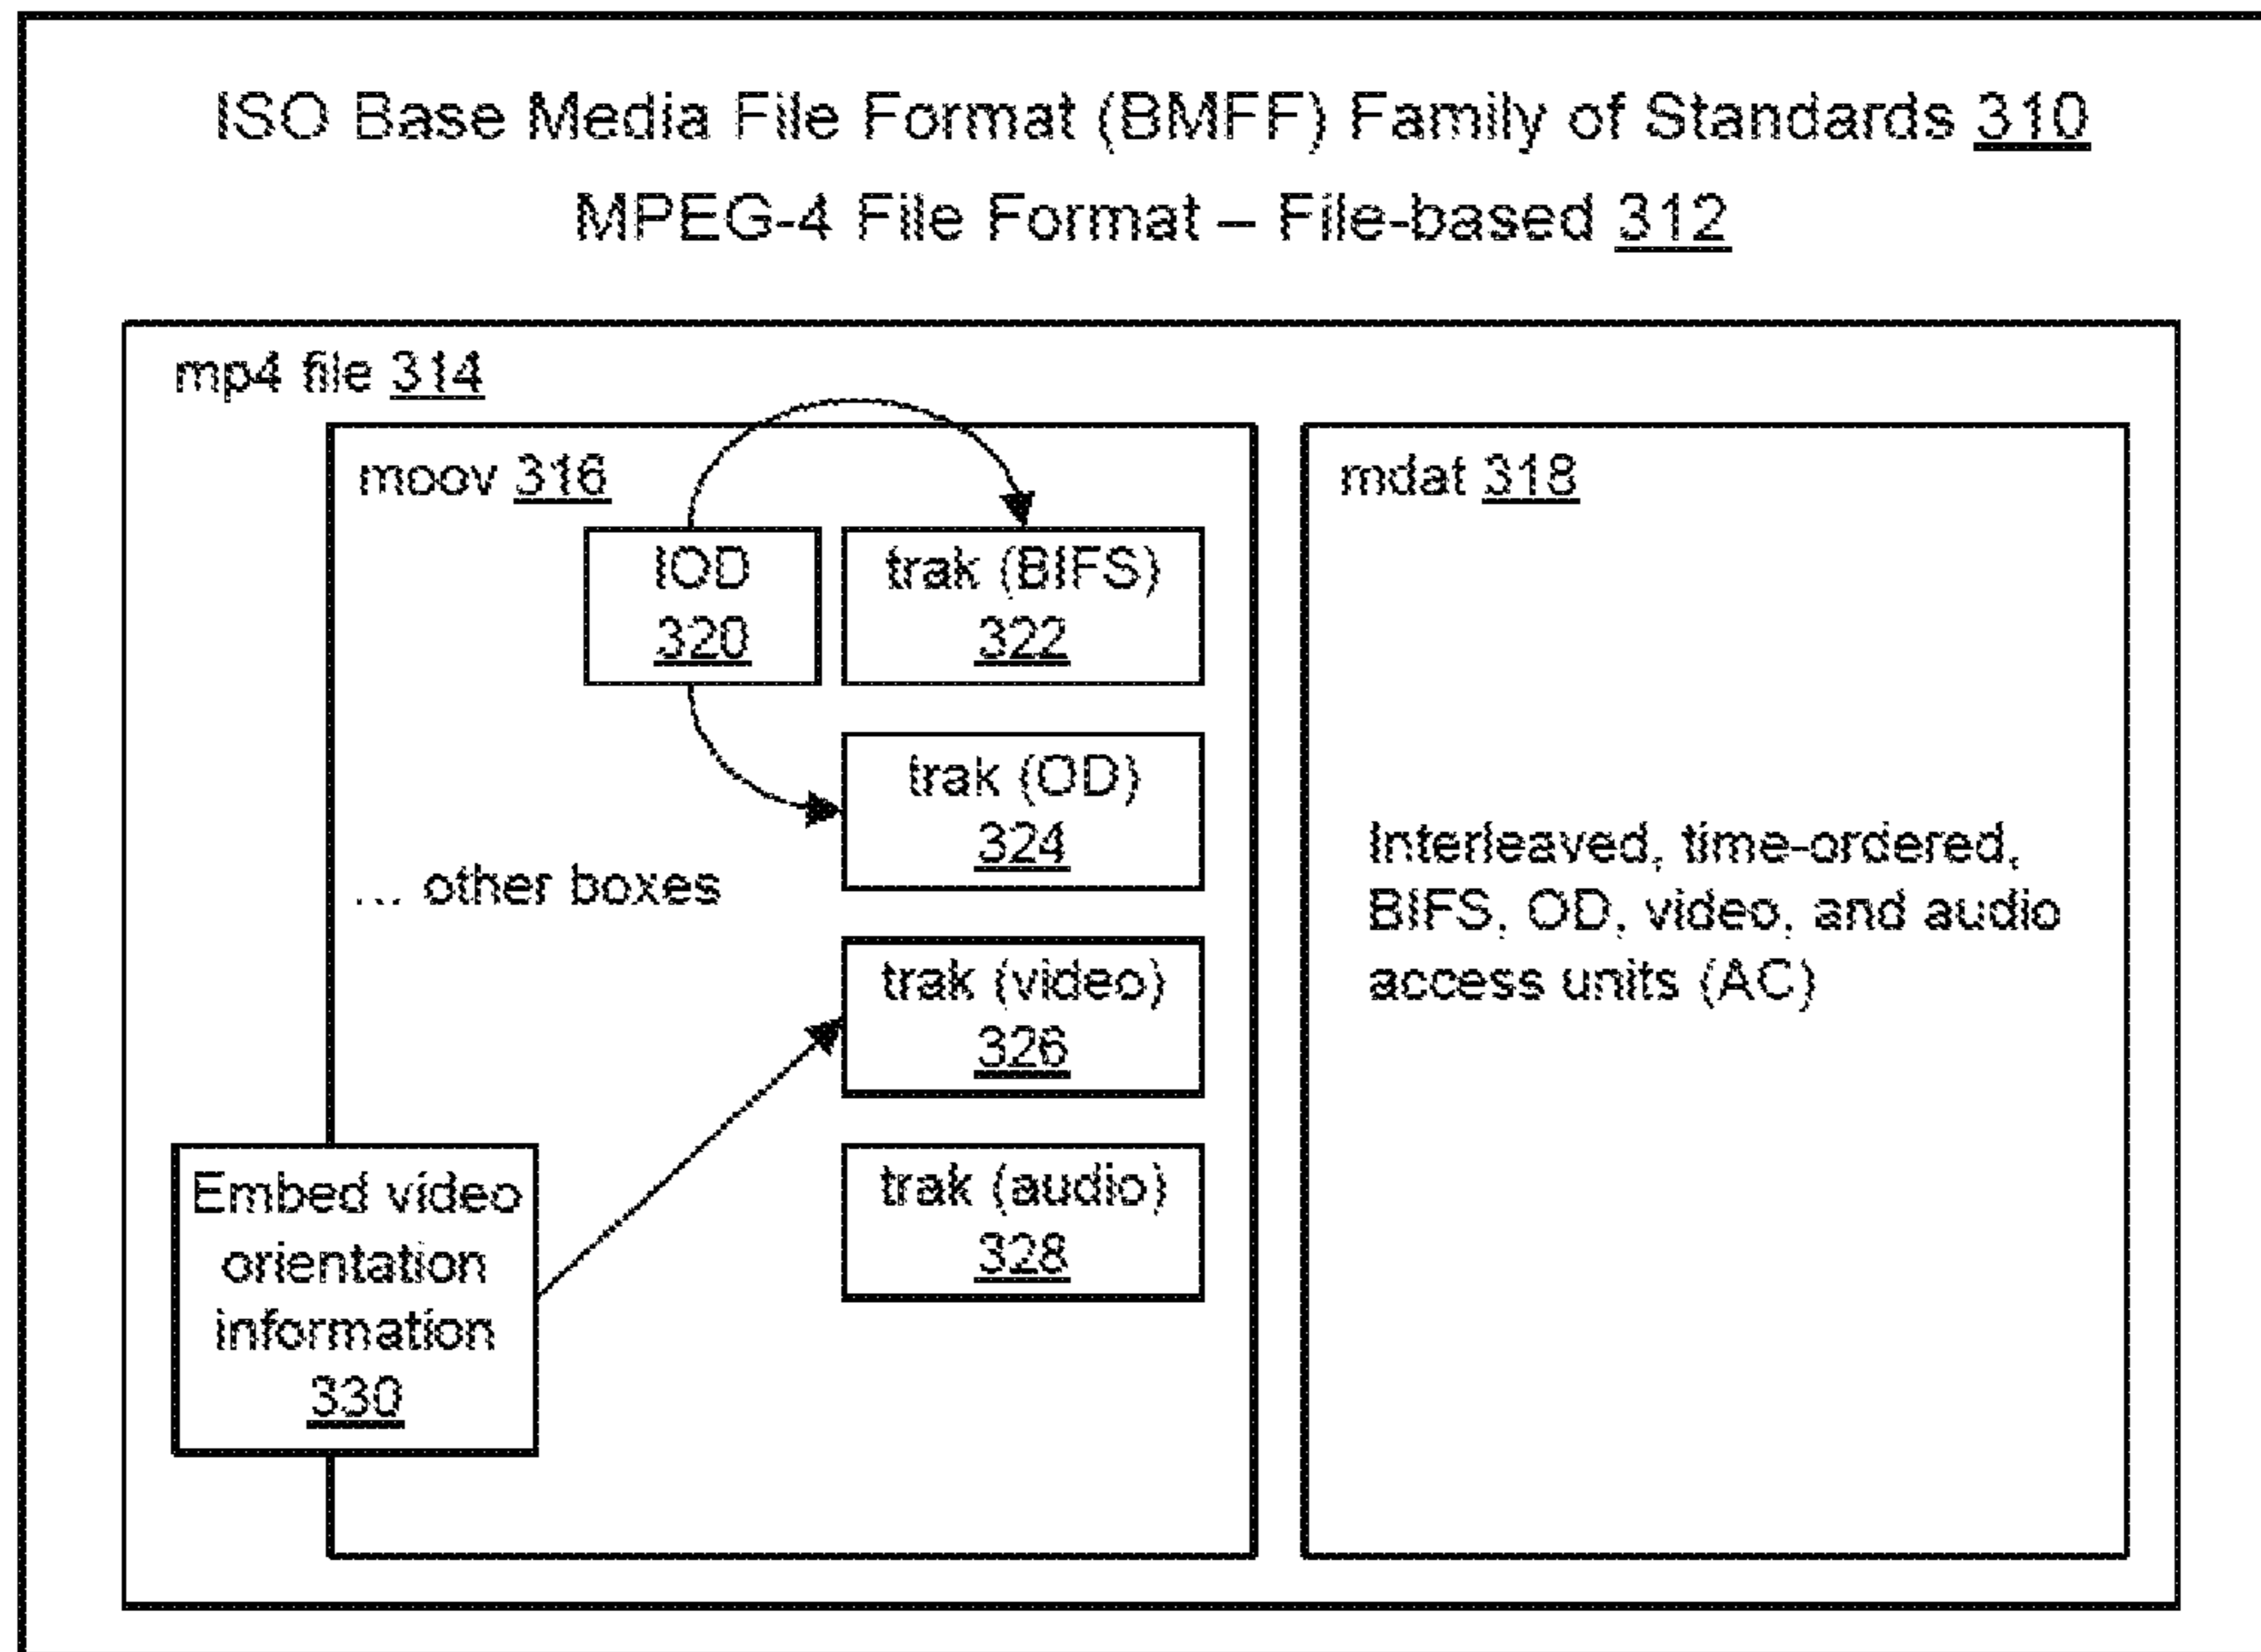 ISO Base Media File Format (BMFF) Family of Standards 310
MPEG-4 File Format – File-based 312
mp4 file 314
moov 316
IOD
320
trak (BIFS)
322
trak (OD)
324
... other boxes
trak (video)
326
Embed video
orientation
information
330
trak (audio)
328
mdat 318
Interleaved, time-ordered,
BIFS, OD, video, and audio
access units (AC)